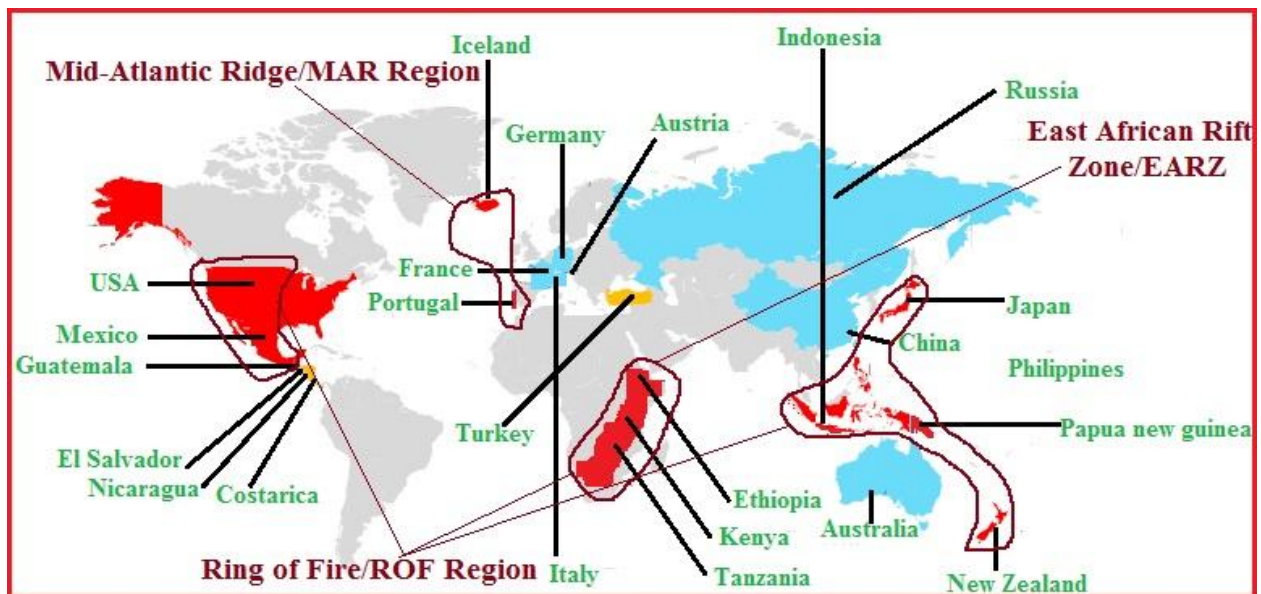 Iceland
Indonesia
Mid-Atlantic Ridge/MAR Region
Russia
Germany
Austria
East African Rift
Zone/EARZ
France
USA
Portugal
Japan
Mexico
China
Guatemala
Philippines
Turkey
Papua new guinea
El Salvador
Nicaragua
Costarica
Ethiopia
Australia
Kenya
Ring of Fire/ROF Region
Italy
Tanzania
New Zealand